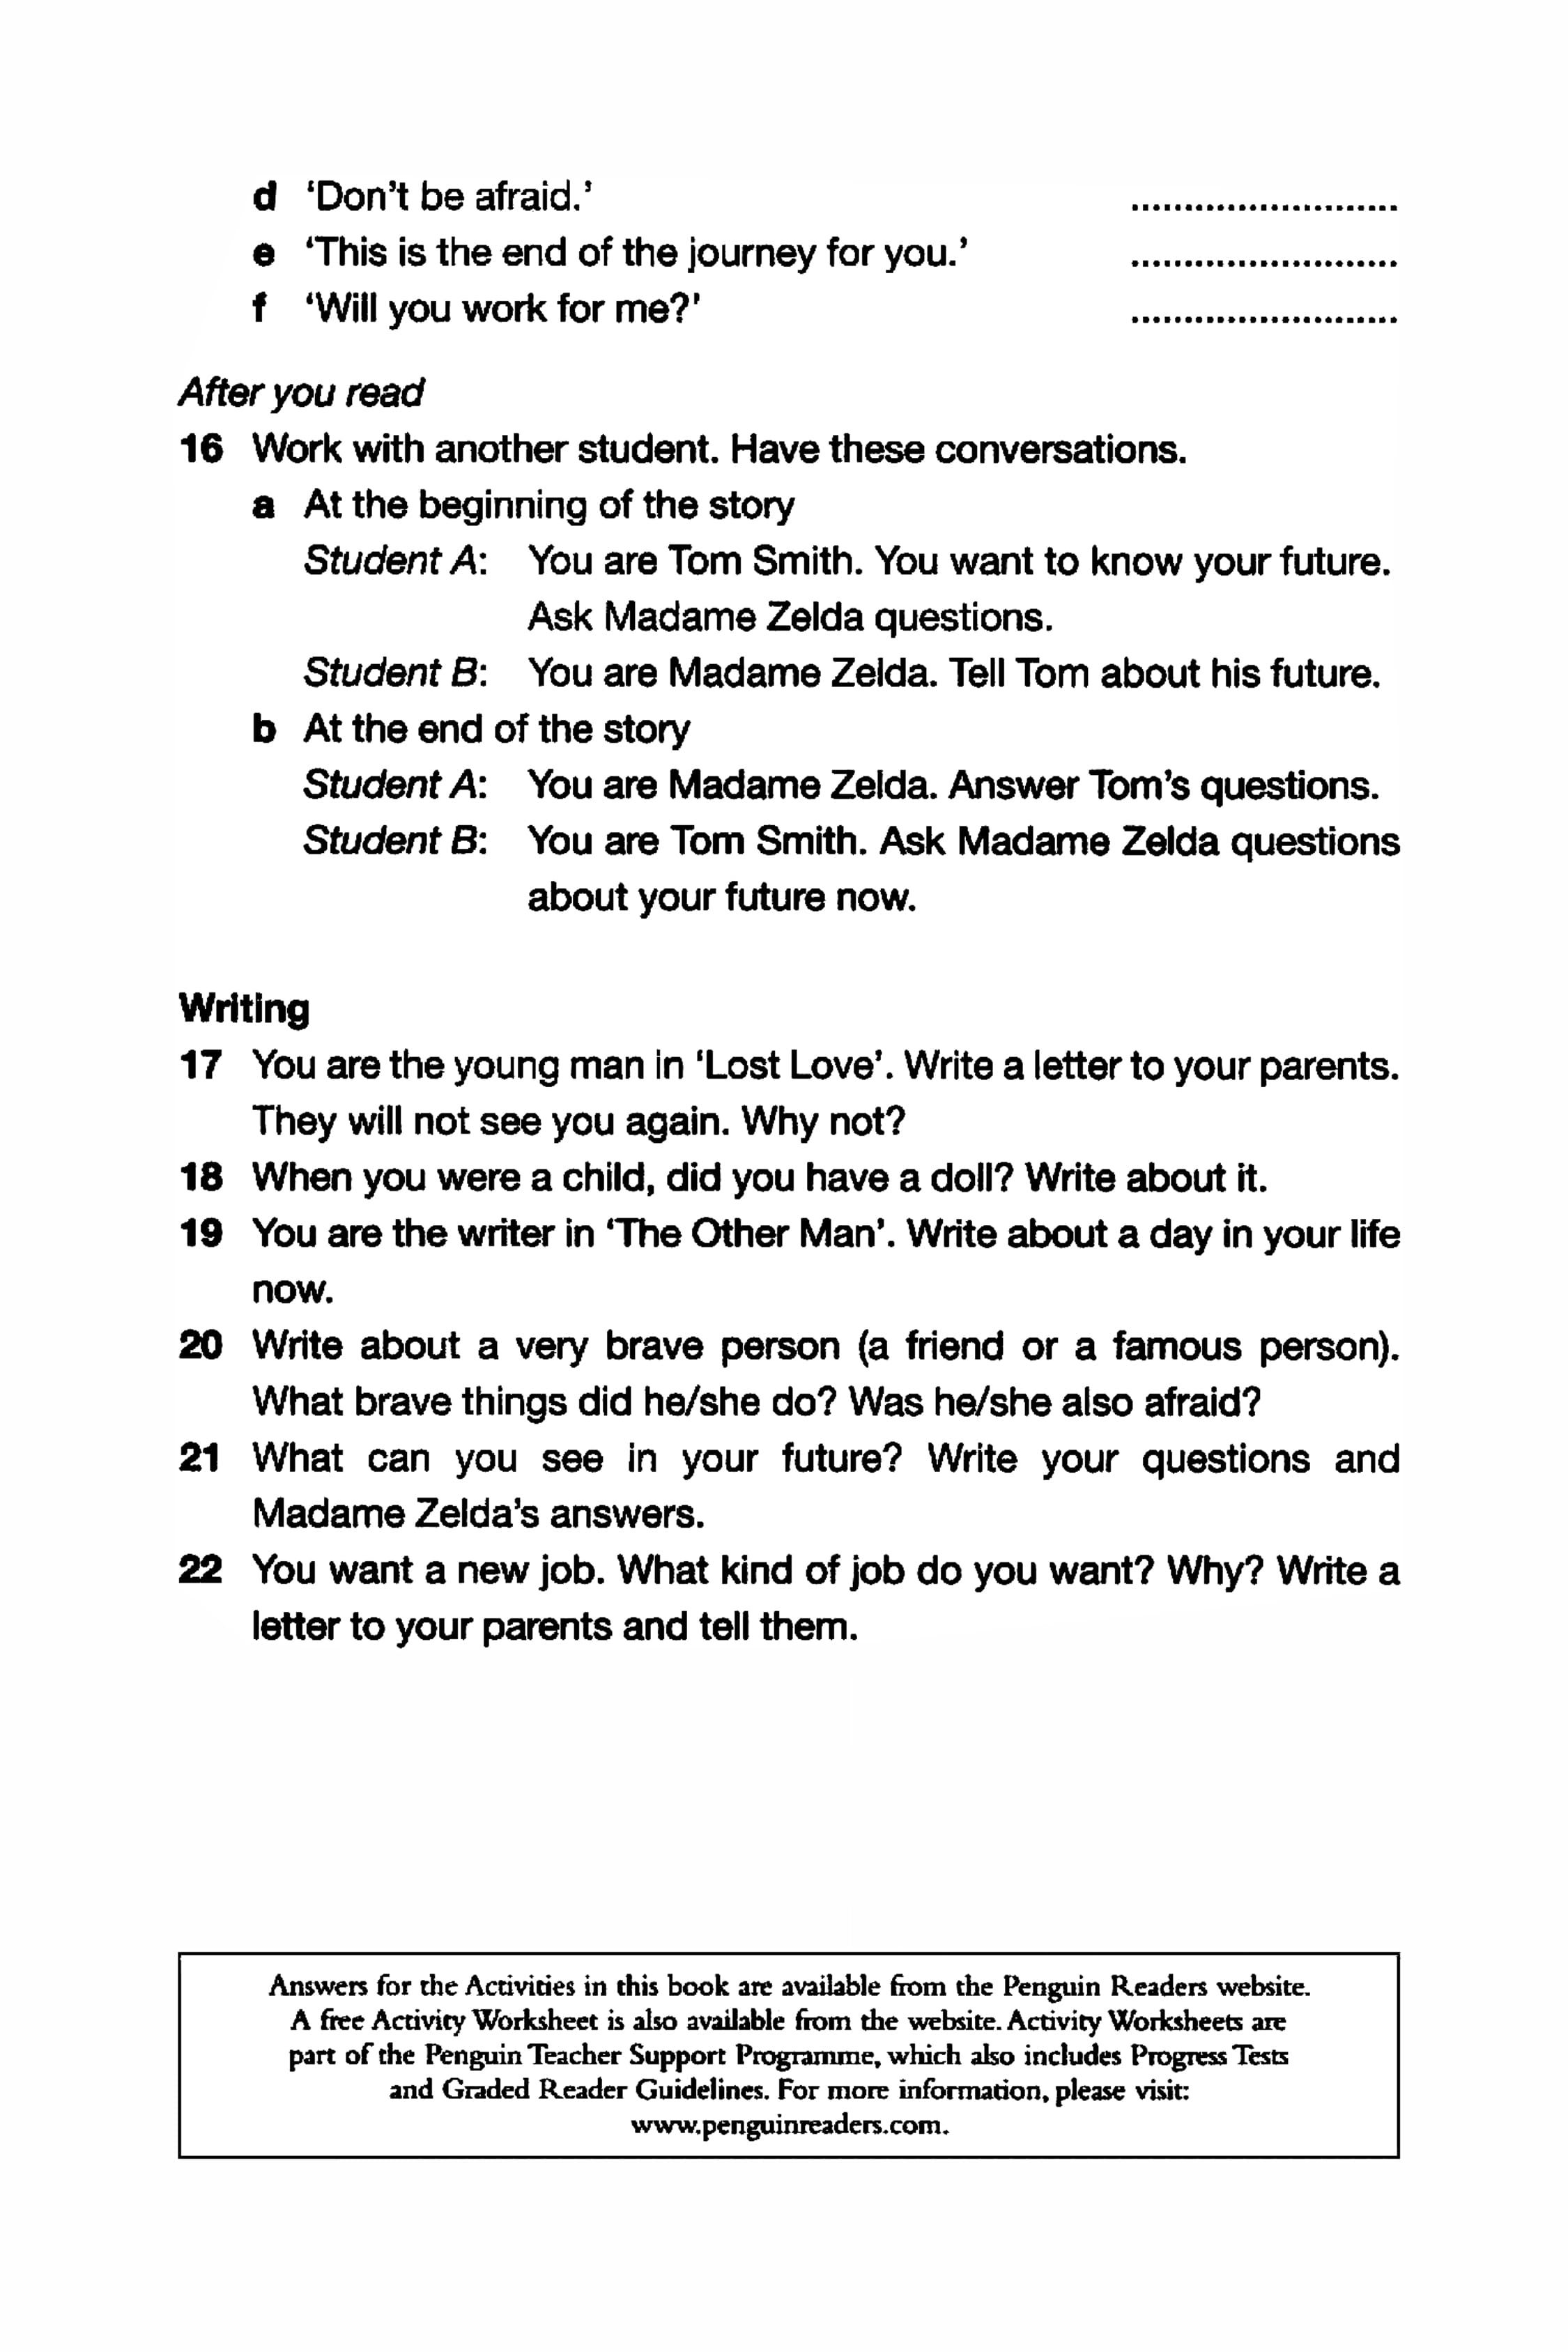 d ‘Don’t be afraid.’ .........................
e ‘This is the end of the journey for you.’ .........................
f ‘Will you work for me?’ .........................
After you read
16 Work with another student. Have these conversations.
a At the beginning of the story
Student A: You are Tom Smith. You want to know your future.
Ask Madame Zelda questions.
Student B: You are Madame Zelda. Tell Tom about his future.
b At the end of the story
Student A: You are Madame Zelda. Answer Tom’s questions.
Student B: You are Tom Smith. Ask Madame Zelda questions
about your future now.
Writing
17 You are the young man in ‘Lost Love’. Write a letter to your parents.
They will not see you again. Why not?
18 When you were a child, did you have a doll? Write about it.
19 You are the writer in ‘The Other Man’. Write about a day in your life
now.
20 Write about a very brave person (a friend or a famous person).
What brave things did he/she do? Was he/she also afraid?
21 What can you see in your future? Write your questions and
Madame Zelda’s answers.
22 You want a new job. What kind of job do you want? Why? Write a
letter to your parents and tell them.
Answers for the Activities in this book are available from the Penguin Readers website.
A free Activity Worksheet is also available from the website. Activity Worksheets are
part of the Penguin Teacher Support Programme, which also includes Progress Tests
and Graded Reader Guidelines. For more information, please visit:
www.penguinreaders.com.